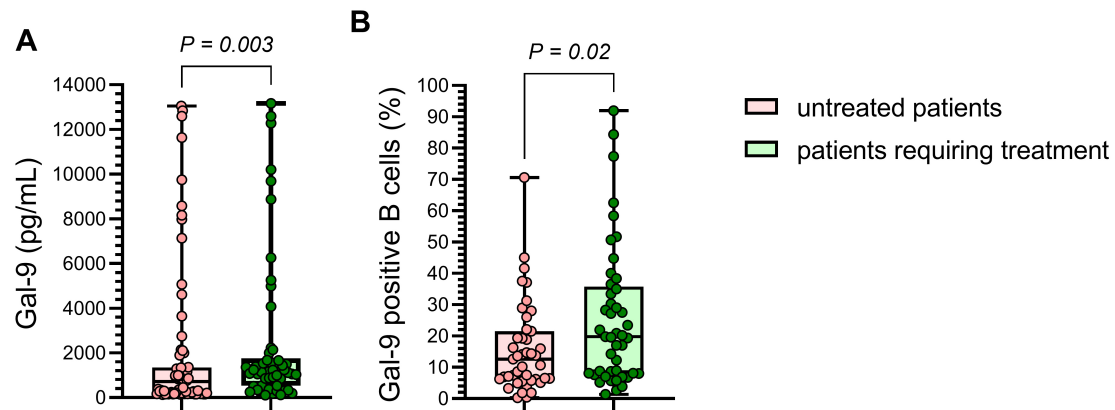 A
P = 0.003
Gal-9 (pg/mL)
14000
12000
10000
8000
6000
4000
2000
0
B
P = 0.02
Gal-9 positive B cells (%)
100
90
80
70
60
50
40
30
20
10
0
untreated patients
patients requiring treatment